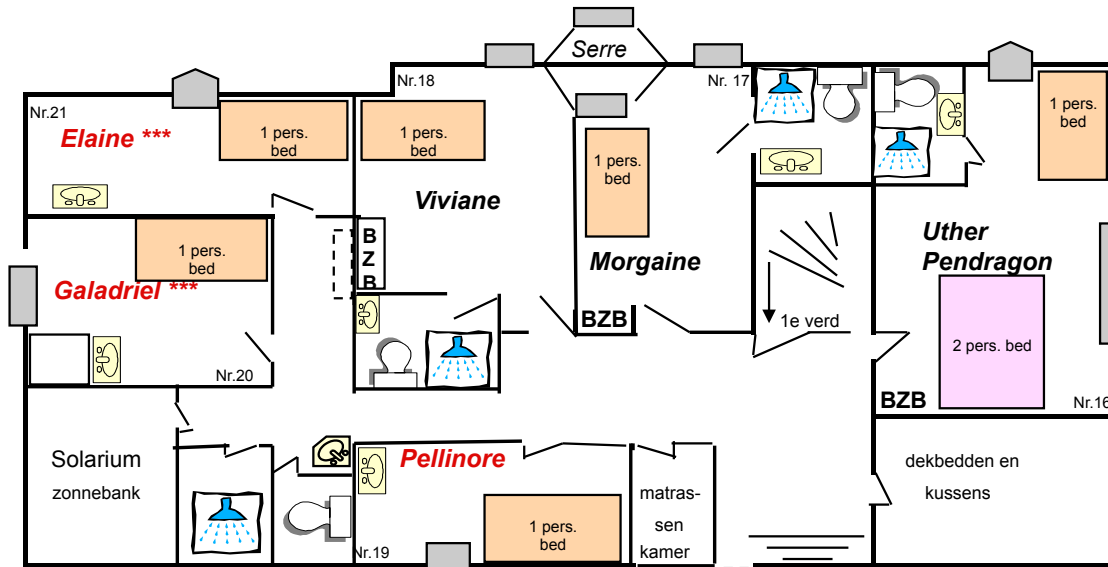 Serre
Nr.18
Nr. 17
Nr.21
Elaine ***
1 pers.
bed
1 pers.
bed
Viviane
1 pers.
bed
Morgaine
1 pers.
bed
Uther
Pendragon
2 pers. bed
BZB
Nr.16
B
Z
B
BZB
1e verd
1 pers.
bed
Galadriel ***
Nr.20
Solarium
zonnebank
Pellinore
1 pers.
bed
Nr.19
matras-
sen
kamer
dekbedden en
kussens